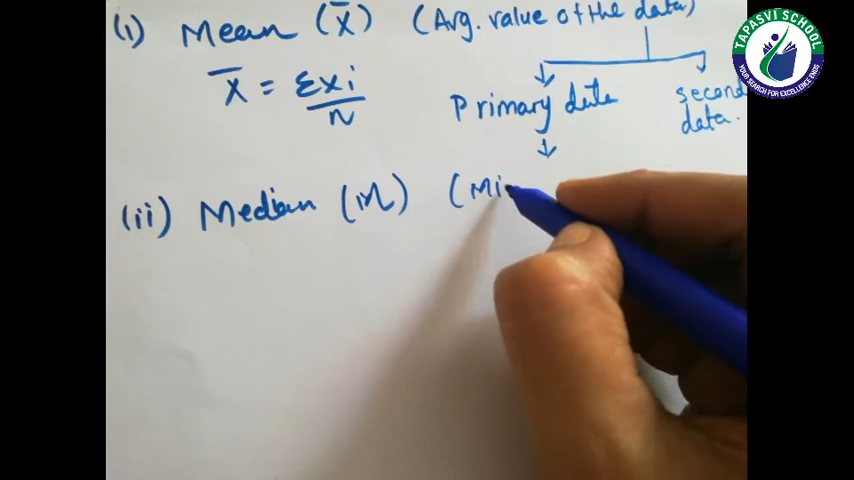 (i) Mean (x̄) (Avg. value of the data)
x̄ = Σxi / n
Primary data
second
data.
(ii) Median (M) (Mi
TAPASVI SCHOOL
YOUR SEARCH FOR EXCELLENCE ENDS